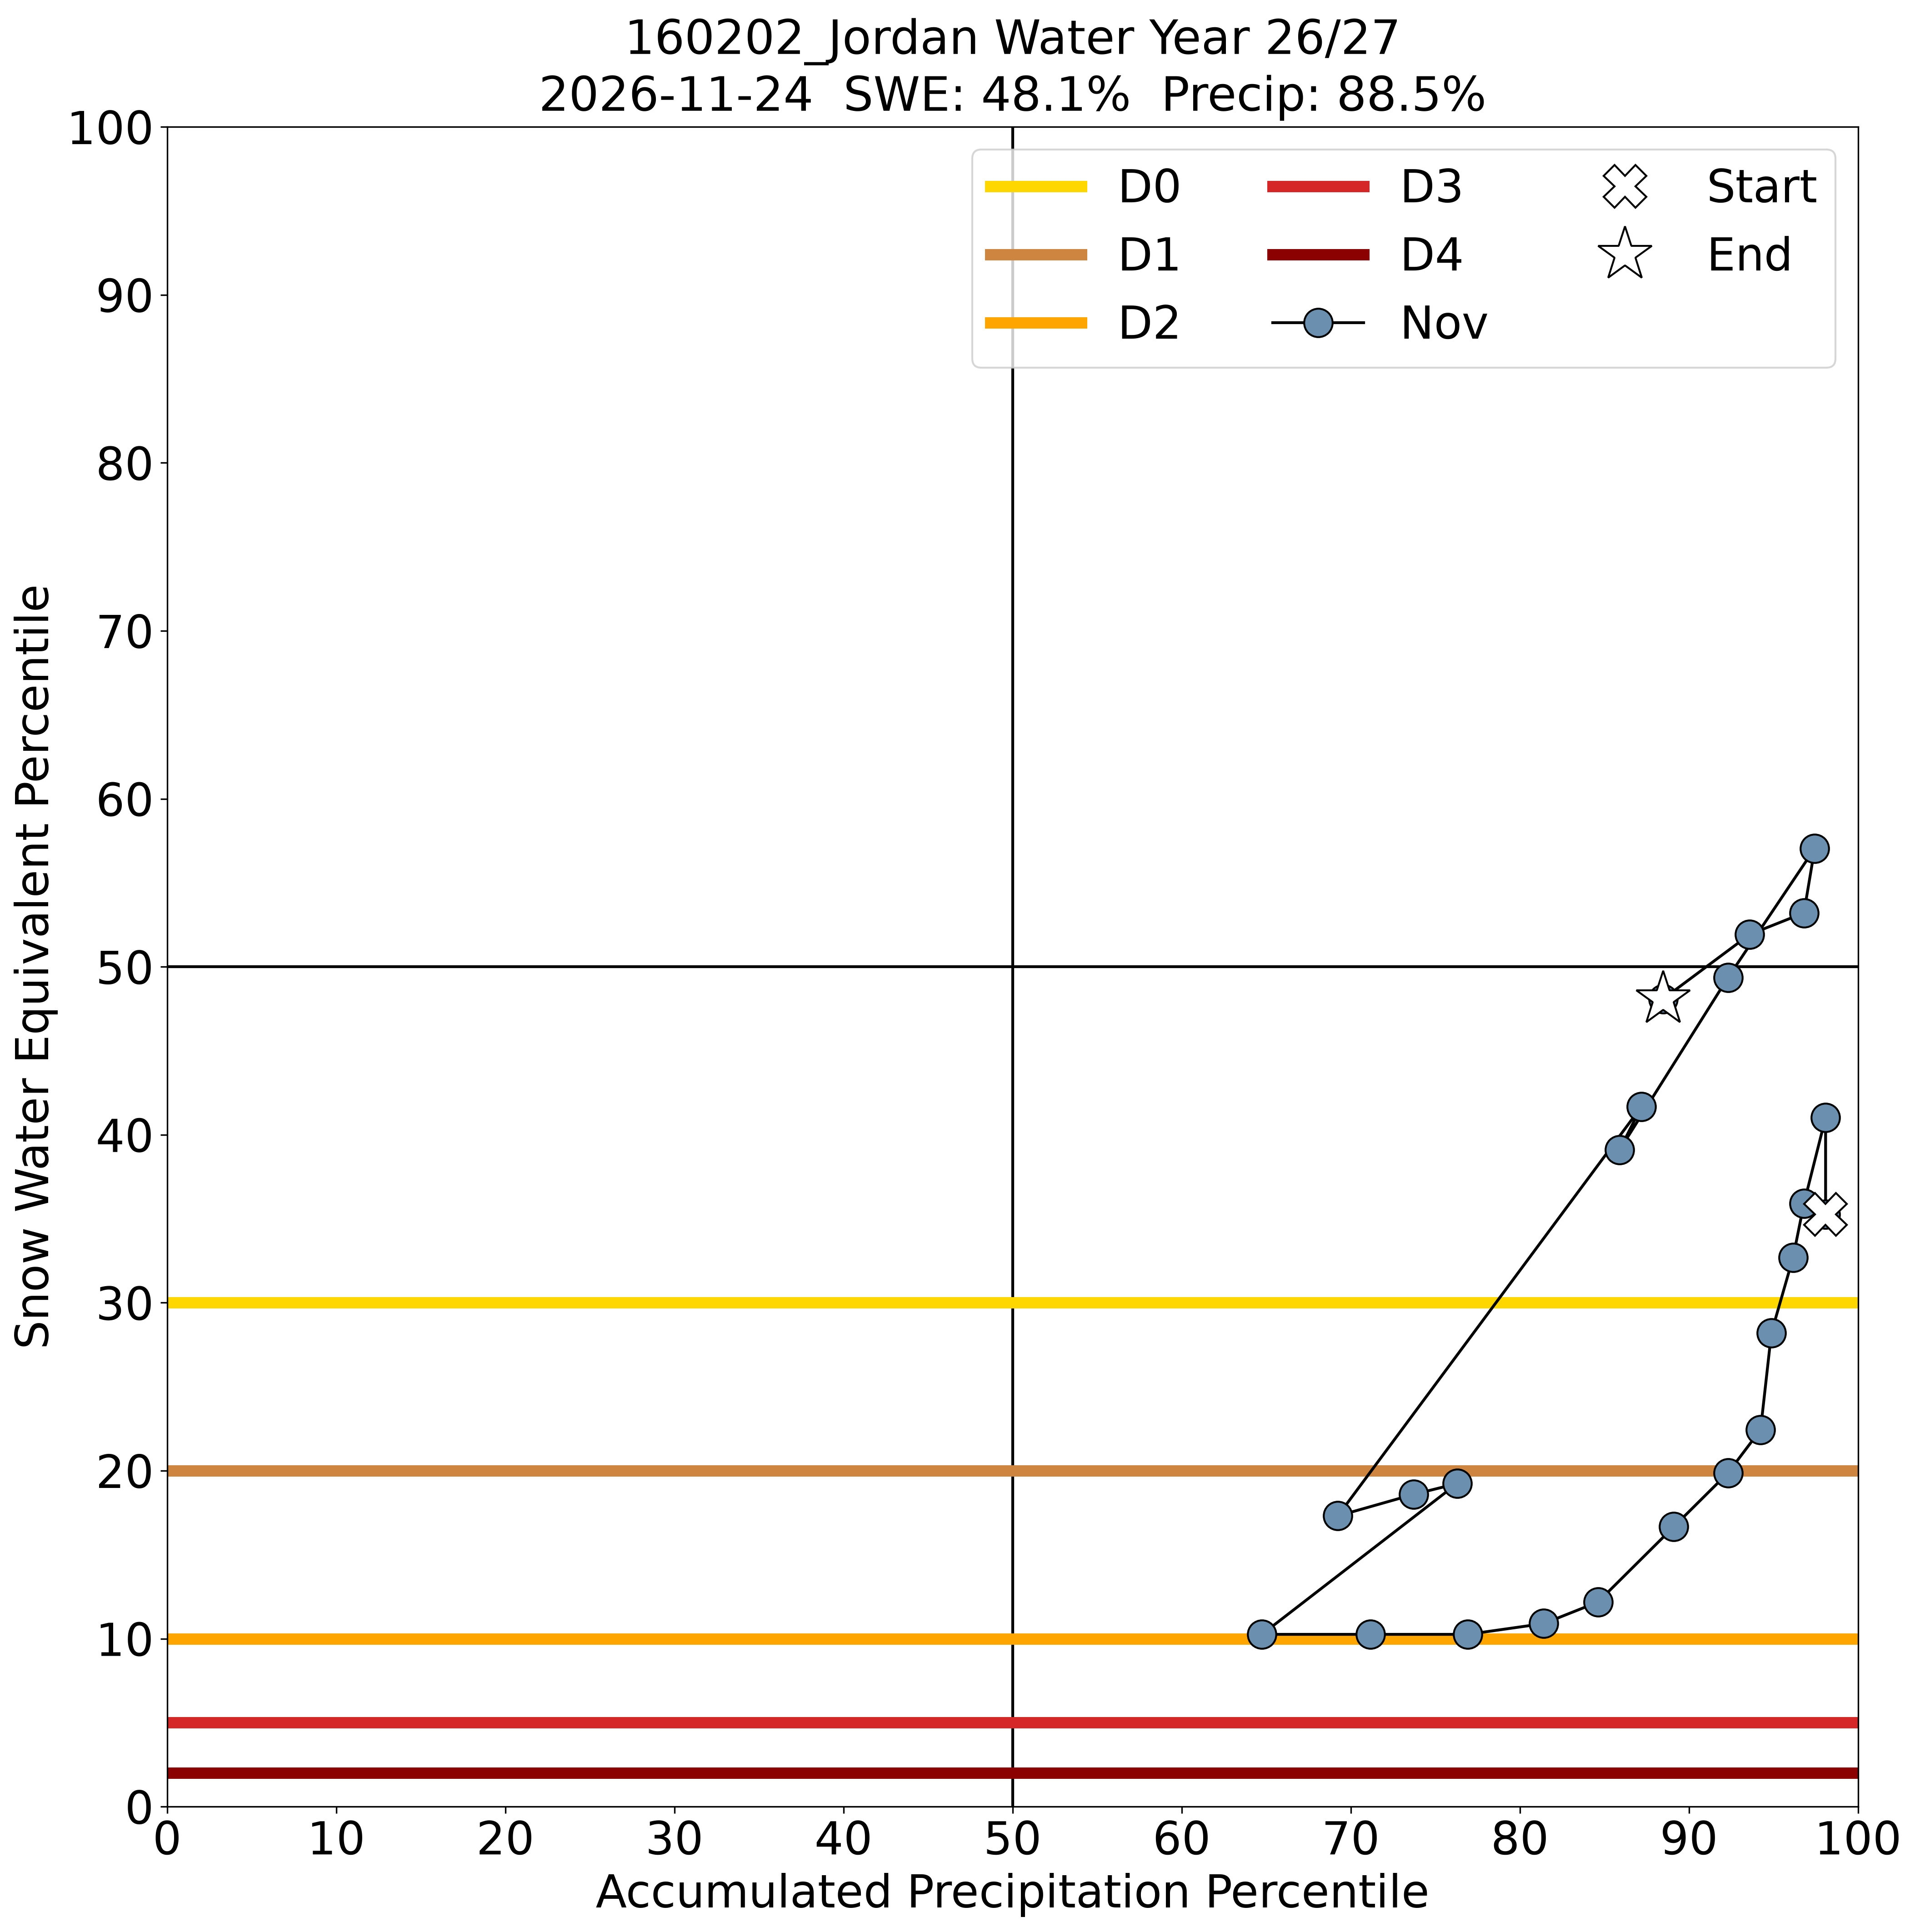 160202_Jordan Water Year 26/27
2026-11-24 SWE: 48.1% Precip: 88.5%
D0
D1
D2
D3
D4
Nov
Start
End
Snow Water Equivalent Percentile
100
90
80
70
60
50
40
30
20
10
0
0 10 20 30 40 50 60 70 80 90 100
Accumulated Precipitation Percentile